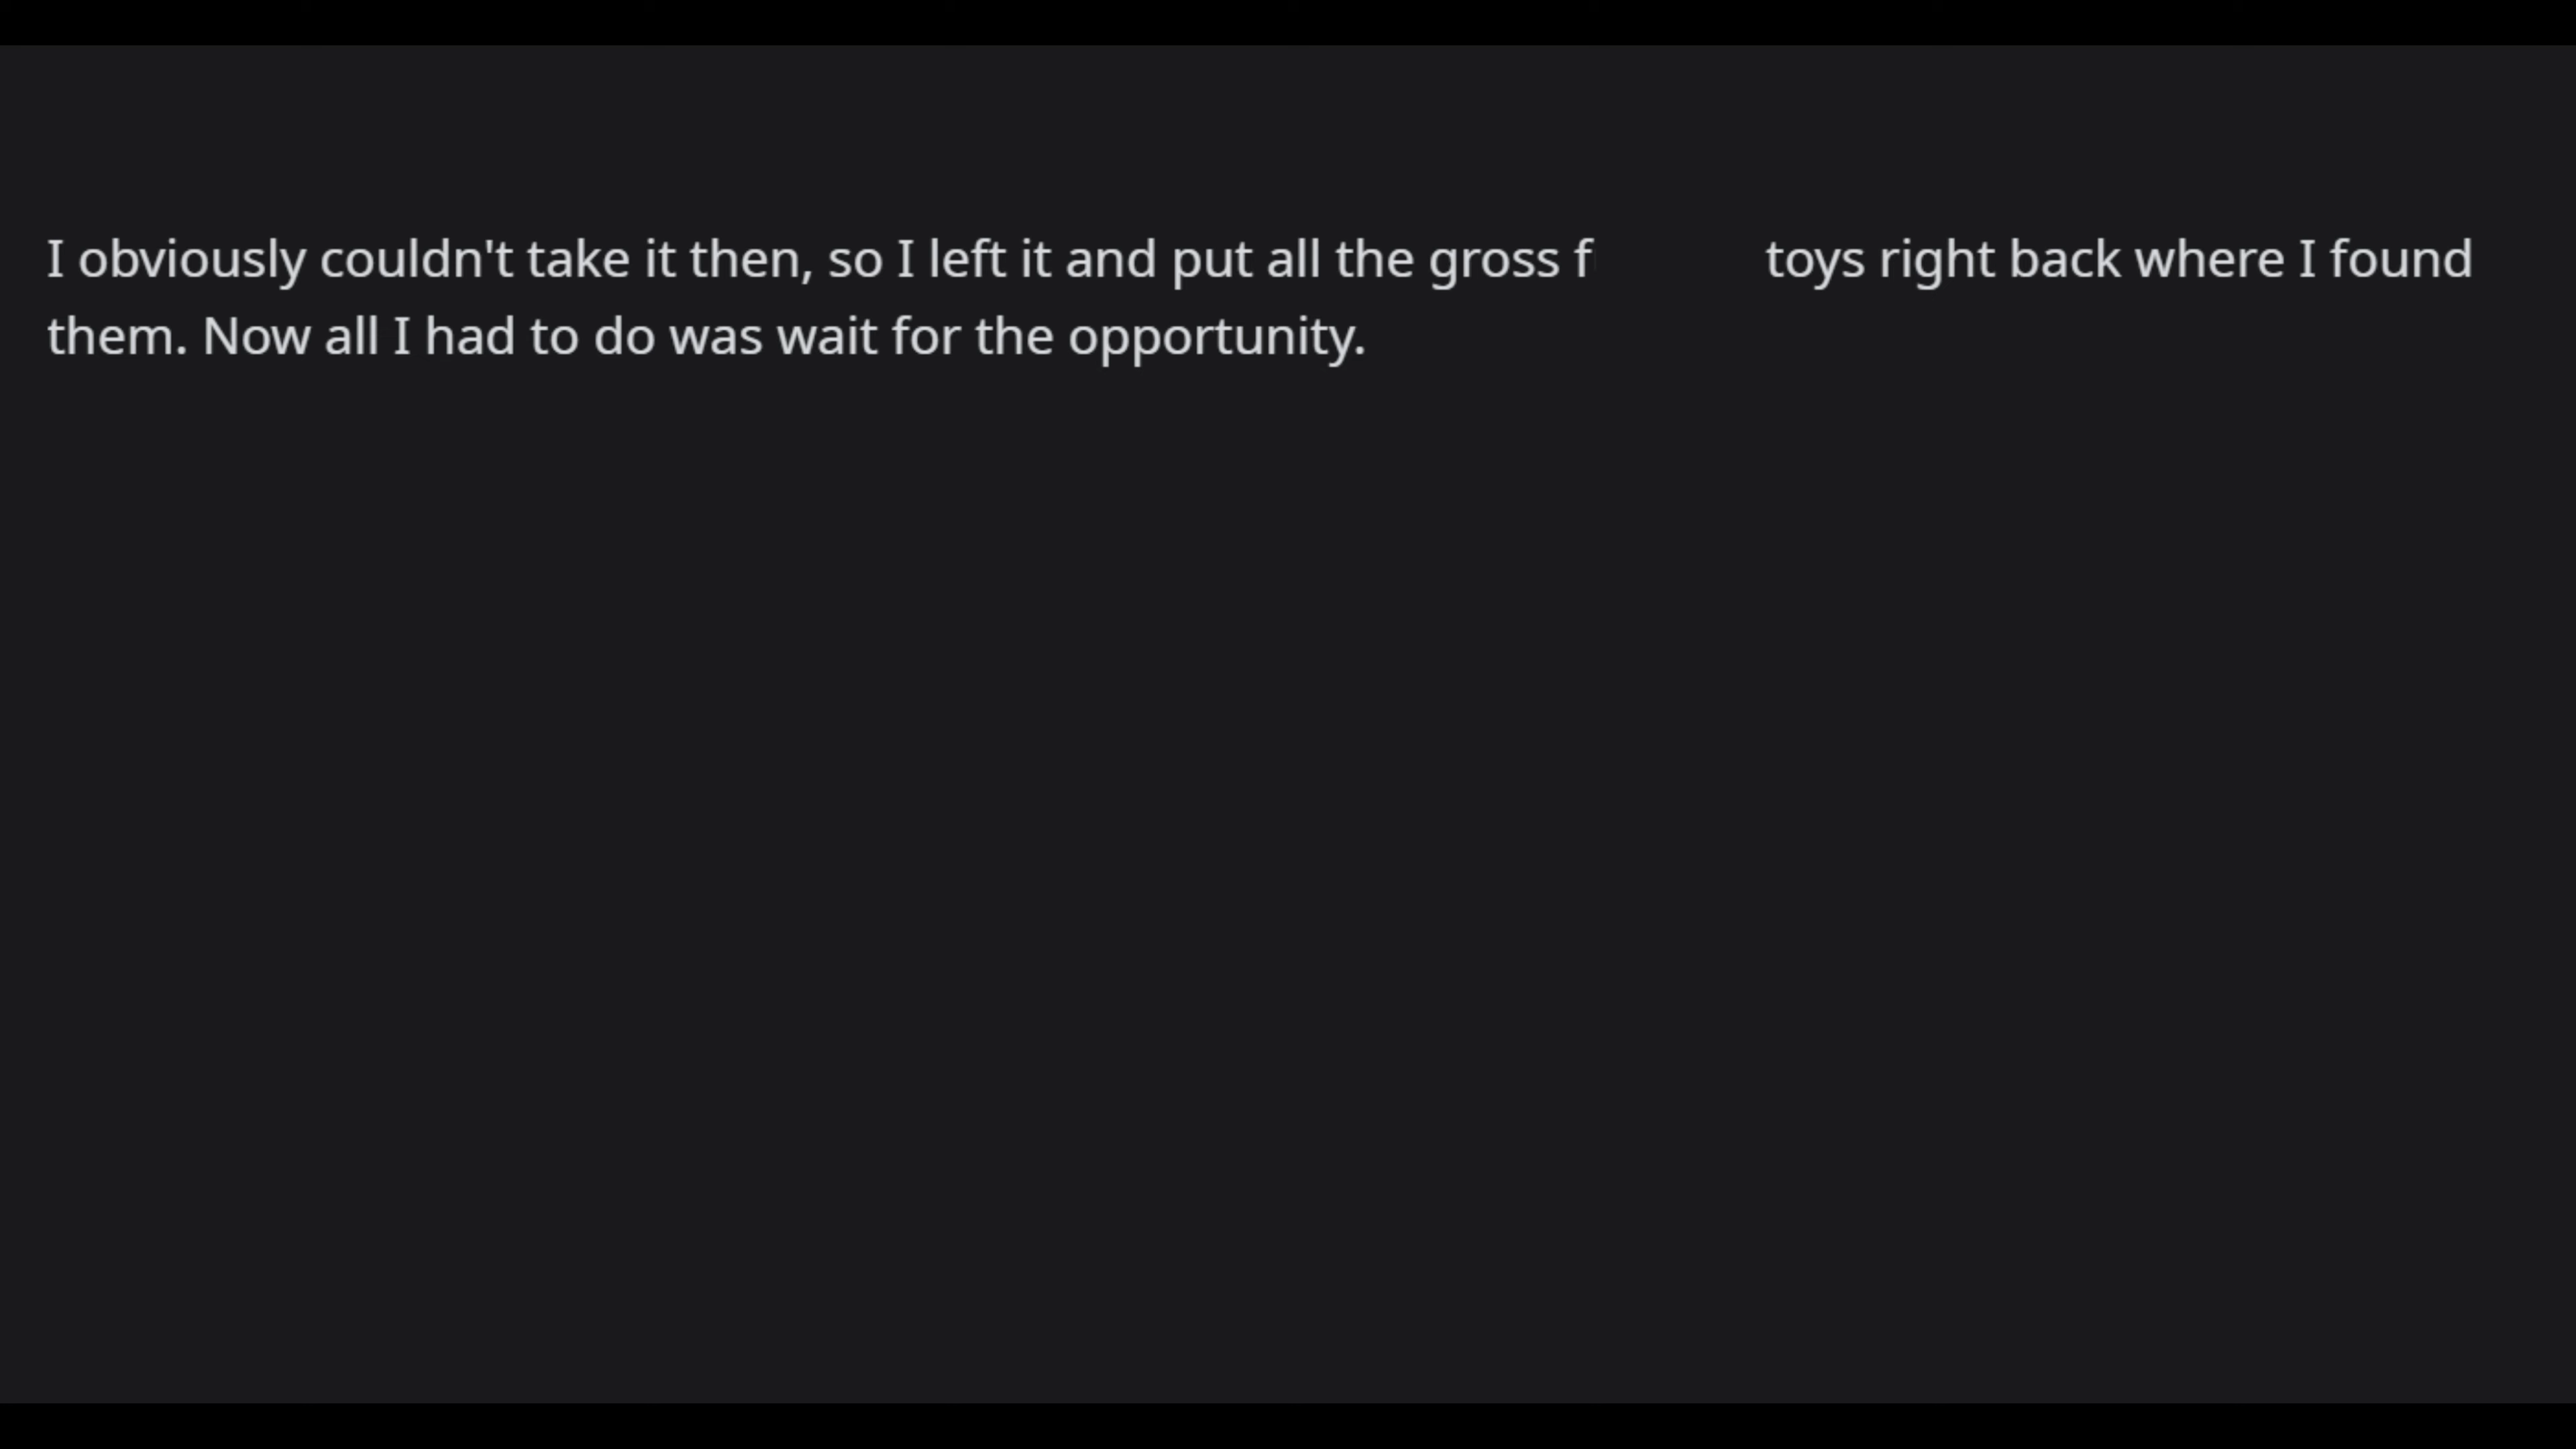 I obviously couldn't take it then, so I left it and put all the gross f toys right back where I found
them. Now all I had to do was wait for the opportunity.